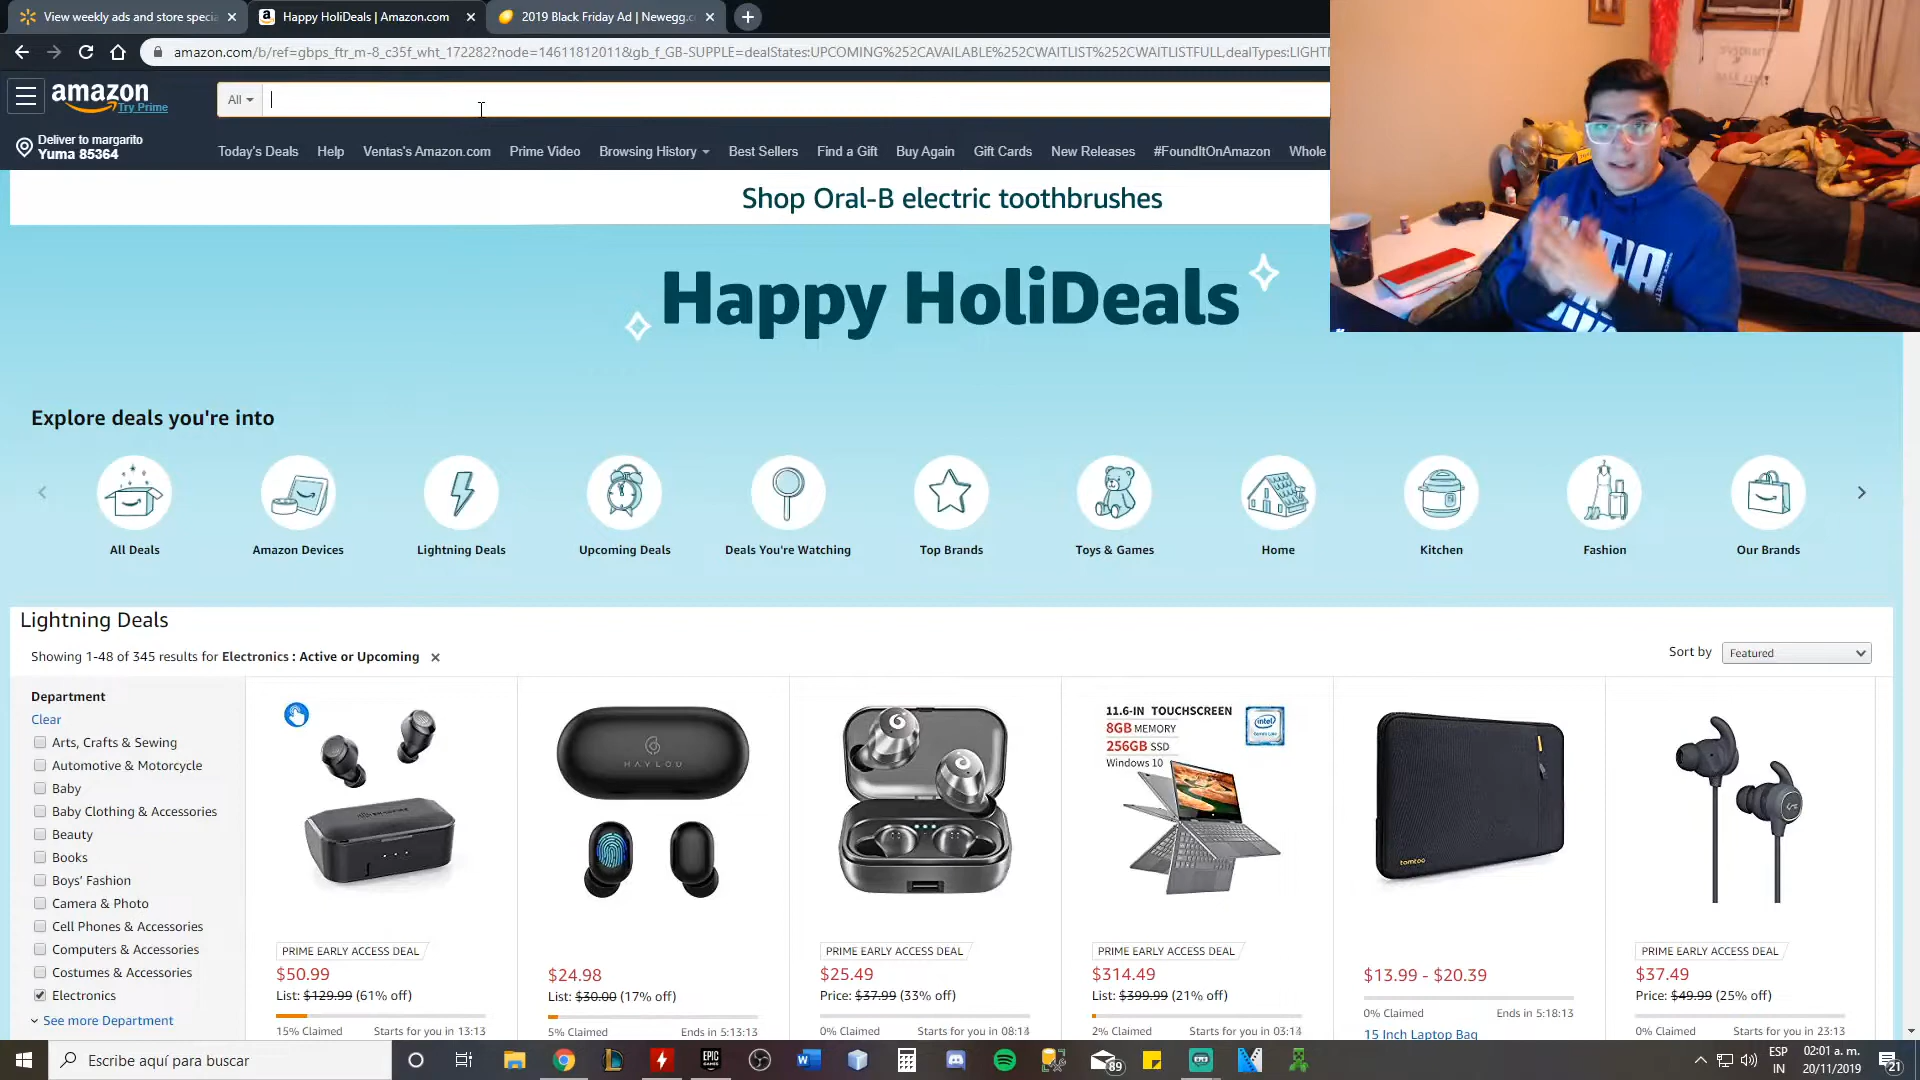 View weekly ads and store specia
Happy HoliDeals | Amazon.com
2019 Black Friday Ad | Newegg.c
amazon.com/b/ref=gbps_ftr_m-8_c35f_wht_172282?node=14611812011&gb_f_GB-SUPPLE=dealStates:UPCOMING%252CAVAILABLE%252CWAITLIST%252CWAITLISTFULL,dealTypes:LIGHTN
amazon
Try Prime
All
Deliver to margarito
Yuma 85364
Today's Deals Help Ventas's Amazon.com Prime Video Browsing History Best Sellers Find a Gift Buy Again Gift Cards New Releases #FoundItOnAmazon Whole
Shop Oral-B electric toothbrushes
Happy HoliDeals
Explore deals you're into
All Deals Amazon Devices Lightning Deals Upcoming Deals Deals You're Watching Top Brands Toys & Games Home Kitchen Fashion Our Brands
Lightning Deals
Showing 1-48 of 345 results for Electronics : Active or Upcoming
Sort by Featured
Department
Clear
Arts, Crafts & Sewing
Automotive & Motorcycle
Baby
Baby Clothing & Accessories
Beauty
Books
Boys' Fashion
Camera & Photo
Cell Phones & Accessories
Computers & Accessories
Costumes & Accessories
Electronics
See more Department
PRIME EARLY ACCESS DEAL
$50.99
List: $129.99 (61% off)
15% Claimed Starts for you in 13:13
HAYLOU
$24.98
List: $30.00 (17% off)
5% Claimed Ends in 5:13:13
PRIME EARLY ACCESS DEAL
$25.49
Price: $37.99 (33% off)
0% Claimed Starts for you in 08:14
11.6-IN TOUCHSCREEN
8GB MEMORY
256GB SSD
Windows 10
intel
PRIME EARLY ACCESS DEAL
$314.49
List: $399.99 (21% off)
2% Claimed Starts for you in 03:14
tomtoc
$13.99 - $20.39
0% Claimed Ends in 5:18:13
15 Inch Laptop Bag
PRIME EARLY ACCESS DEAL
$37.49
Price: $49.99 (25% off)
0% Claimed Starts for you in 23:13
Escribe aquí para buscar
EPIC
GAMES
89
ESP
IN
02:01 a. m.
20/11/2019
21